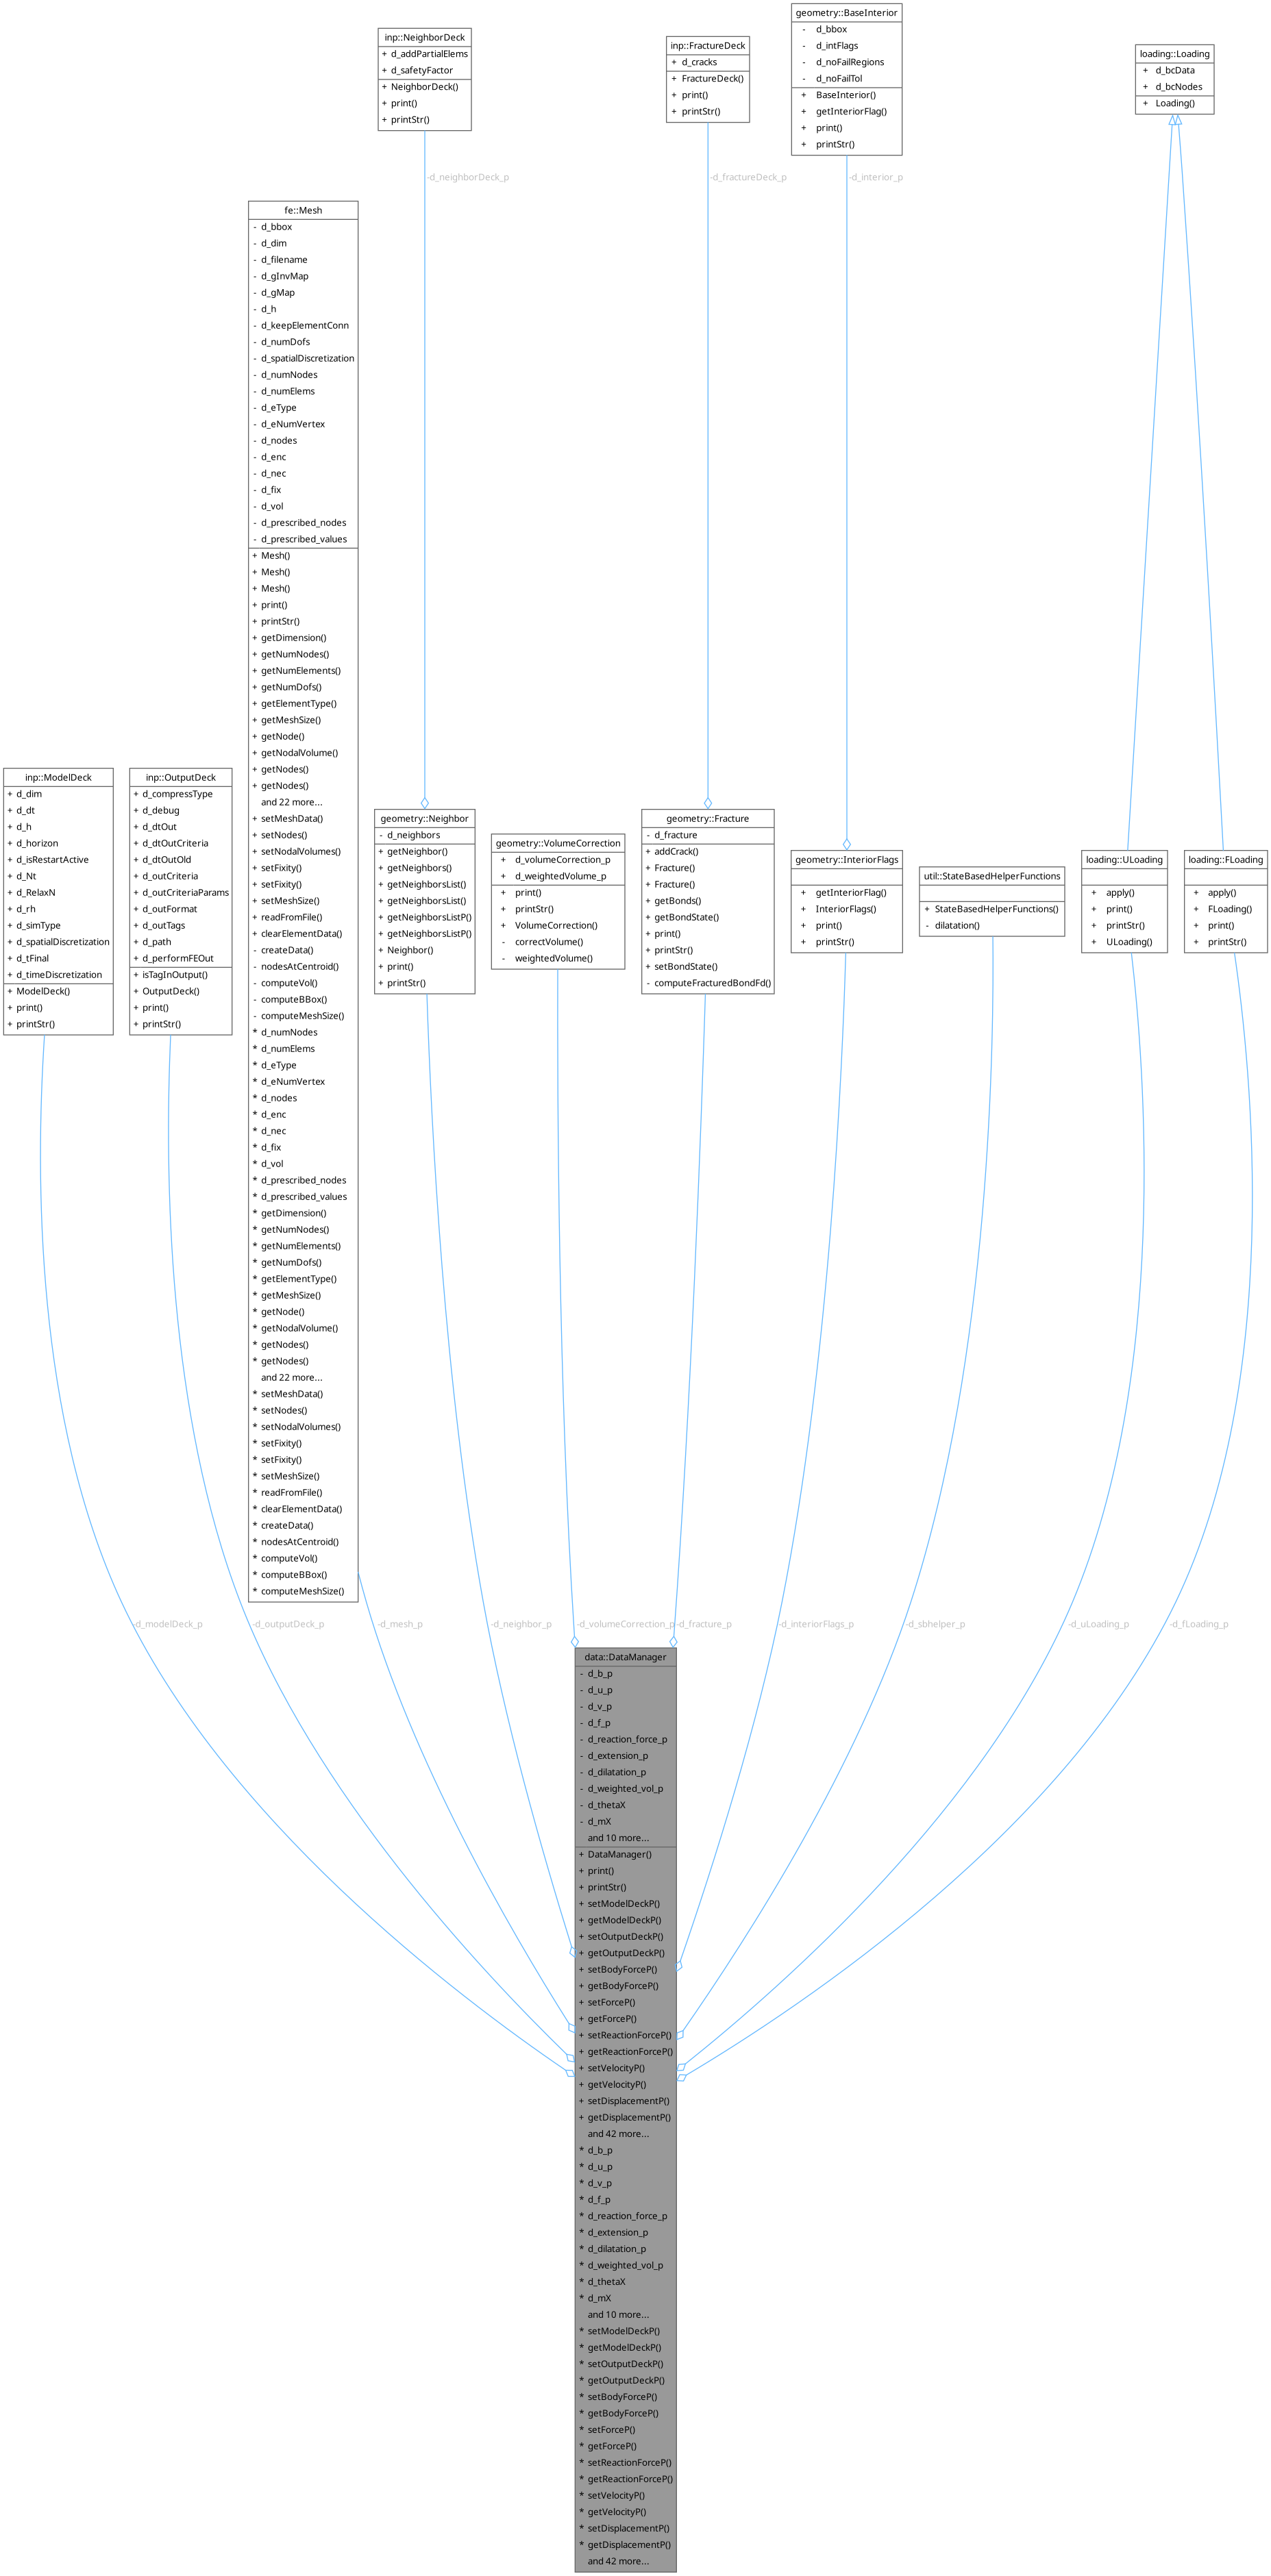 inp::NeighborDeck
+ d_addPartialElems
+ d_safetyFactor
+ NeighborDeck()
+ print()
+ printStr()
inp::FractureDeck
+ d_cracks
+ FractureDeck()
+ print()
+ printStr()
geometry::BaseInterior
- d_bbox
- d_intFlags
- d_noFailRegions
- d_noFailTol
+ BaseInterior()
+ getInteriorFlag()
+ print()
+ printStr()
loading::Loading
+ d_bcData
+ d_bcNodes
+ Loading()
-d_neighborDeck_p
-d_fractureDeck_p
-d_interior_p
fe::Mesh
- d_bbox
- d_dim
- d_filename
- d_gInvMap
- d_gMap
- d_h
- d_keepElementConn
- d_numDofs
- d_spatialDiscretization
- d_numNodes
- d_numElems
- d_eType
- d_eNumVertex
- d_nodes
- d_enc
- d_nec
- d_fix
- d_vol
- d_prescribed_nodes
- d_prescribed_values
+ Mesh()
+ Mesh()
+ Mesh()
+ print()
+ printStr()
+ getDimension()
+ getNumNodes()
+ getNumElements()
+ getNumDofs()
+ getElementType()
+ getMeshSize()
+ getNode()
+ getNodalVolume()
+ getNodes()
+ getNodes()
and 22 more...
+ setMeshData()
+ setNodes()
+ setNodalVolumes()
+ setFixity()
+ setFixity()
+ setMeshSize()
+ readFromFile()
+ clearElementData()
- createData()
- nodesAtCentroid()
- computeVol()
- computeBBox()
- computeMeshSize()
* d_numNodes
* d_numElems
* d_eType
* d_eNumVertex
* d_nodes
* d_enc
* d_nec
* d_fix
* d_vol
* d_prescribed_nodes
* d_prescribed_values
* getDimension()
* getNumNodes()
* getNumElements()
* getNumDofs()
* getElementType()
* getMeshSize()
* getNode()
* getNodalVolume()
* getNodes()
* getNodes()
and 22 more...
* setMeshData()
* setNodes()
* setNodalVolumes()
* setFixity()
* setFixity()
* setMeshSize()
* readFromFile()
* clearElementData()
* createData()
* nodesAtCentroid()
* computeVol()
* computeBBox()
* computeMeshSize()
inp::ModelDeck
+ d_dim
+ d_dt
+ d_h
+ d_horizon
+ d_isRestartActive
+ d_Nt
+ d_RelaxN
+ d_rh
+ d_simType
+ d_spatialDiscretization
+ d_tFinal
+ d_timeDiscretization
+ ModelDeck()
+ print()
+ printStr()
inp::OutputDeck
+ d_compressType
+ d_debug
+ d_dtOut
+ d_dtOutCriteria
+ d_dtOutOld
+ d_outCriteria
+ d_outCriteriaParams
+ d_outFormat
+ d_outTags
+ d_path
+ d_performFEOut
+ isTagInOutput()
+ OutputDeck()
+ print()
+ printStr()
geometry::Neighbor
- d_neighbors
+ getNeighbor()
+ getNeighbors()
+ getNeighborsList()
+ getNeighborsList()
+ getNeighborsListP()
+ getNeighborsListP()
+ Neighbor()
+ print()
+ printStr()
geometry::VolumeCorrection
+ d_volumeCorrection_p
+ d_weightedVolume_p
+ print()
+ printStr()
+ VolumeCorrection()
- correctVolume()
- weightedVolume()
geometry::Fracture
- d_fracture
+ addCrack()
+ Fracture()
+ Fracture()
+ getBonds()
+ getBondState()
+ print()
+ printStr()
+ setBondState()
- computeFracturedBondFd()
geometry::InteriorFlags
+ getInteriorFlag()
+ InteriorFlags()
+ print()
+ printStr()
util::StateBasedHelperFunctions
+ StateBasedHelperFunctions()
- dilatation()
loading::ULoading
+ apply()
+ print()
+ printStr()
+ ULoading()
loading::FLoading
+ apply()
+ FLoading()
+ print()
+ printStr()
-d_modelDeck_p
-d_outputDeck_p
-d_mesh_p
-d_neighbor_p
-d_volumeCorrection_p
-d_fracture_p
-d_interiorFlags_p
-d_sbhelper_p
-d_uLoading_p
-d_fLoading_p
data::DataManager
- d_b_p
- d_u_p
- d_v_p
- d_f_p
- d_reaction_force_p
- d_extension_p
- d_dilatation_p
- d_weighted_vol_p
- d_thetaX
- d_mX
and 10 more...
+ DataManager()
+ print()
+ printStr()
+ setModelDeckP()
+ getModelDeckP()
+ setOutputDeckP()
+ getOutputDeckP()
+ setBodyForceP()
+ getBodyForceP()
+ setForceP()
+ getForceP()
+ setReactionForceP()
+ getReactionForceP()
+ setVelocityP()
+ getVelocityP()
+ setDisplacementP()
+ getDisplacementP()
and 42 more...
* d_b_p
* d_u_p
* d_v_p
* d_f_p
* d_reaction_force_p
* d_extension_p
* d_dilatation_p
* d_weighted_vol_p
* d_thetaX
* d_mX
and 10 more...
* setModelDeckP()
* getModelDeckP()
* setOutputDeckP()
* getOutputDeckP()
* setBodyForceP()
* getBodyForceP()
* setForceP()
* getForceP()
* setReactionForceP()
* getReactionForceP()
* setVelocityP()
* getVelocityP()
* setDisplacementP()
* getDisplacementP()
and 42 more...